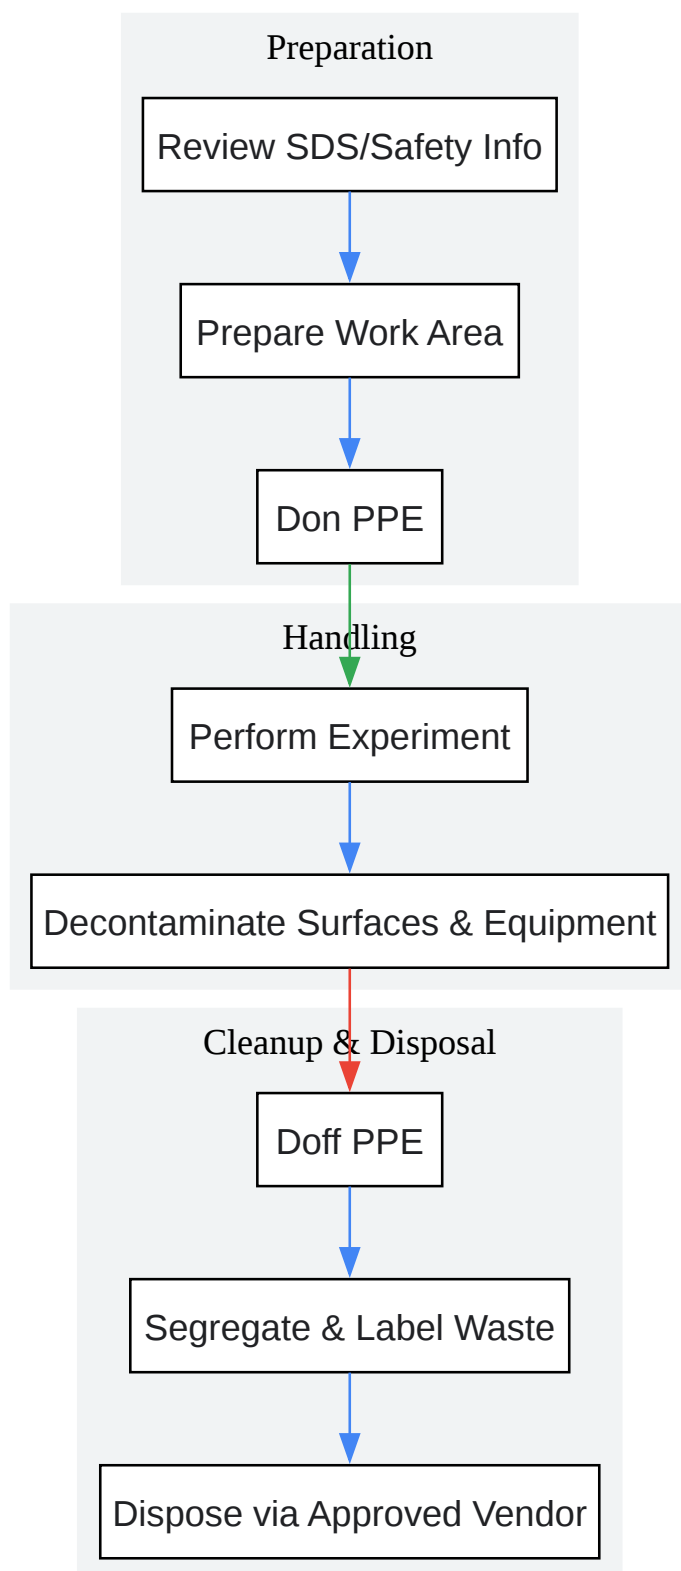 Preparation
Review SDS/Safety Info
Prepare Work Area
Don PPE
Handling
Perform Experiment
Decontaminate Surfaces & Equipment
Cleanup & Disposal
Doff PPE
Segregate & Label Waste
Dispose via Approved Vendor